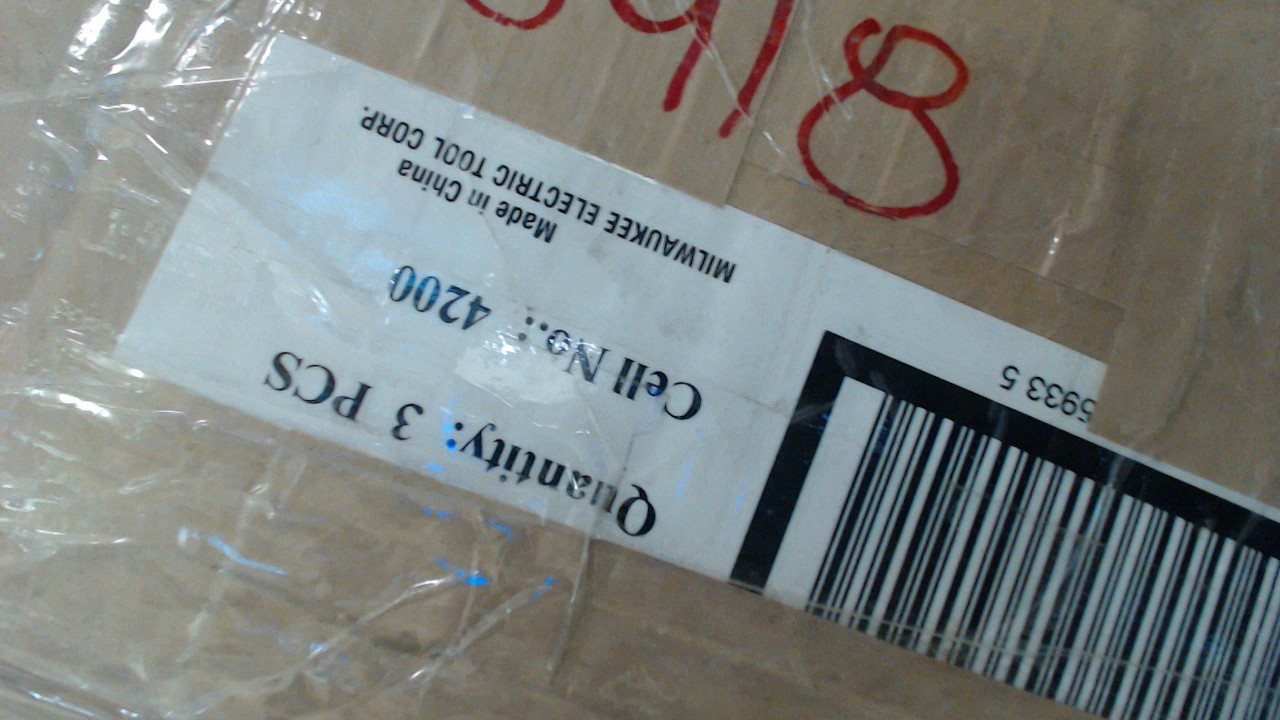 Quantity: 3 PCS
Cell No.: 4200
Made in China
MILWAUKEE ELECTRIC TOOL CORP.
5933 5